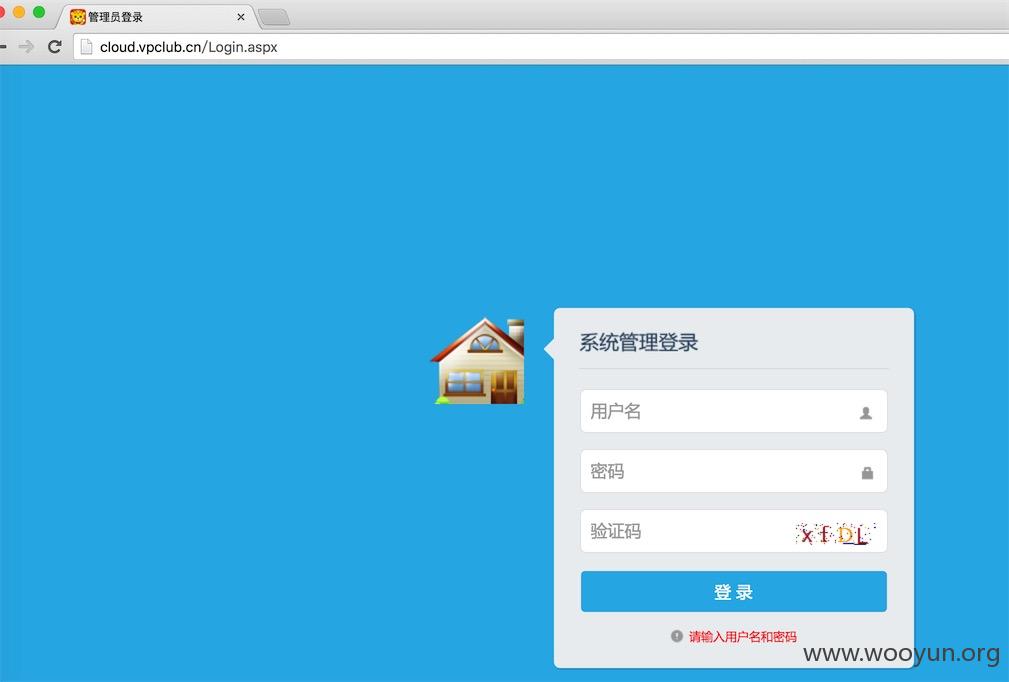 管理员登录
cloud.vpclub.cn/Login.aspx
系统管理登录
用户名
密码
验证码
xfDL
登 录
请输入用户名和密码
www.wooyun.org